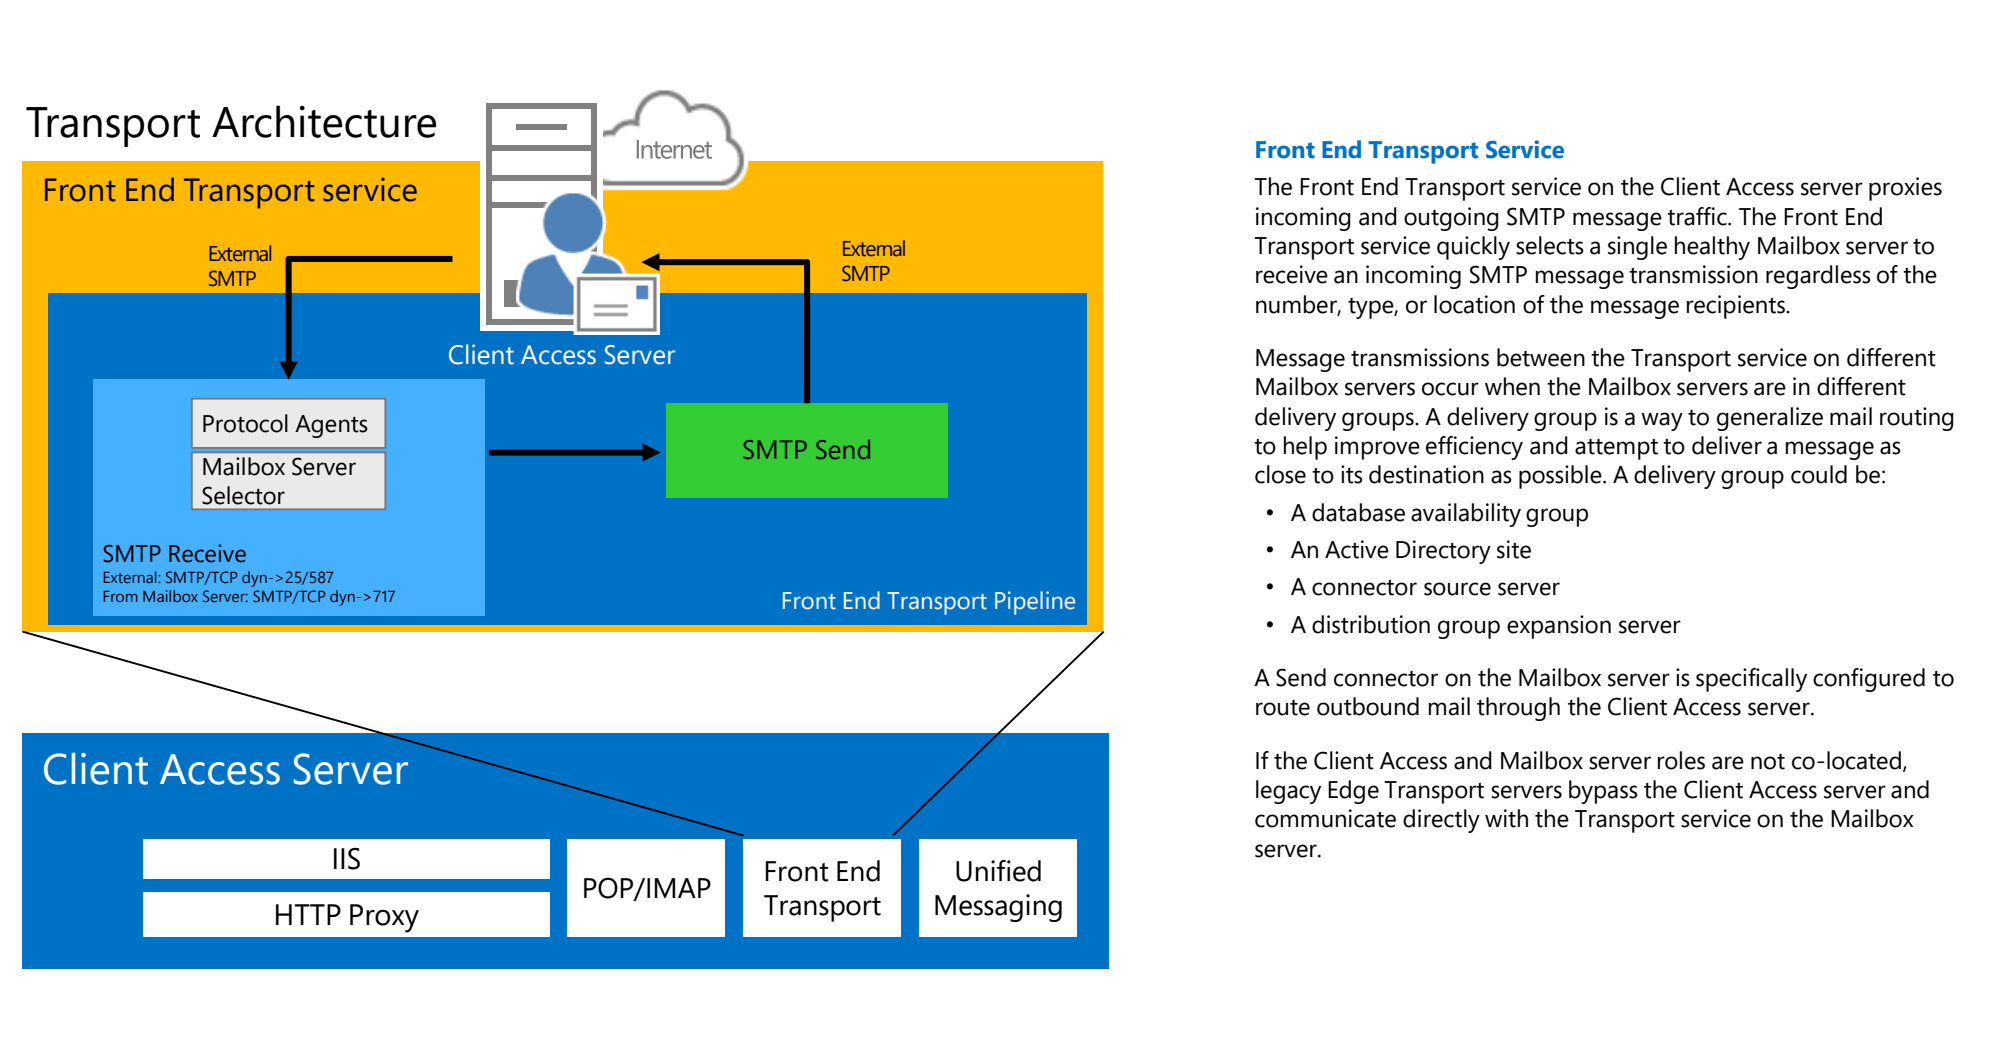 Transport Architecture
Internet
Front End Transport service
External
SMTP
External
SMTP
Client Access Server
Protocol Agents
Mailbox Server
Selector
SMTP Send
SMTP Receive
External: SMTP/TCP dyn->25/587
From Mailbox Server: SMTP/TCP dyn->717
Front End Transport Pipeline
Client Access Server
IIS
HTTP Proxy
POP/IMAP
Front End
Transport
Unified
Messaging
Front End Transport Service
The Front End Transport service on the Client Access server proxies
incoming and outgoing SMTP message traffic. The Front End
Transport service quickly selects a single healthy Mailbox server to
receive an incoming SMTP message transmission regardless of the
number, type, or location of the message recipients.
Message transmissions between the Transport service on different
Mailbox servers occur when the Mailbox servers are in different
delivery groups. A delivery group is a way to generalize mail routing
to help improve efficiency and attempt to deliver a message as
close to its destination as possible. A delivery group could be:
• A database availability group
• An Active Directory site
• A connector source server
• A distribution group expansion server
A Send connector on the Mailbox server is specifically configured to
route outbound mail through the Client Access server.
If the Client Access and Mailbox server roles are not co-located,
legacy Edge Transport servers bypass the Client Access server and
communicate directly with the Transport service on the Mailbox
server.